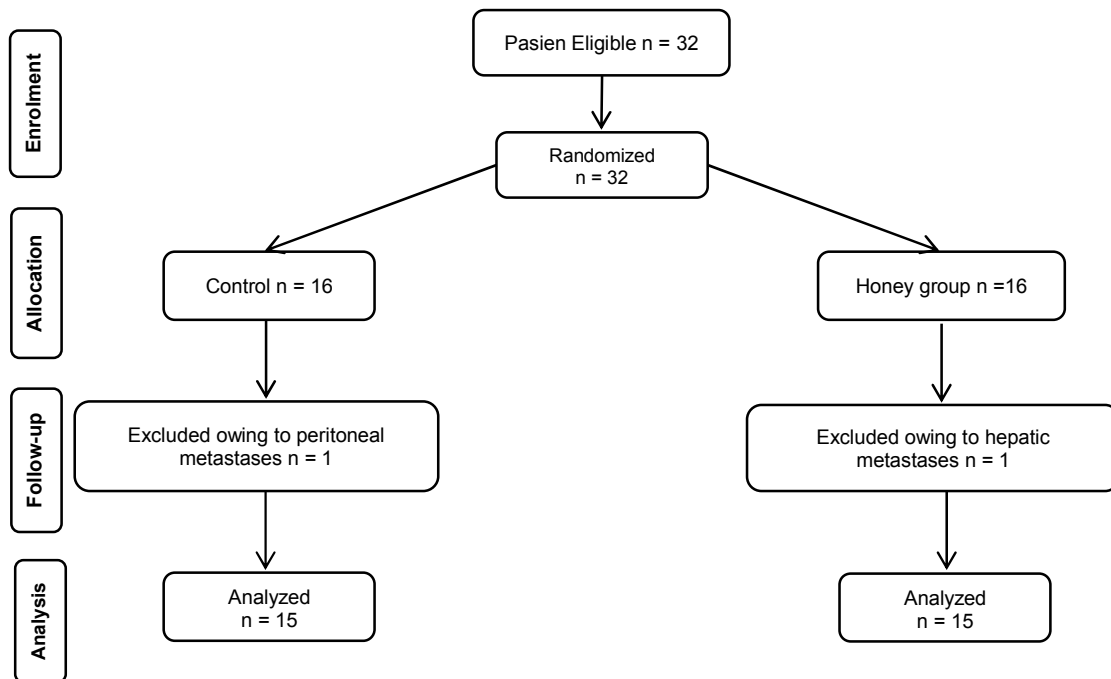 Enrolment
Pasien Eligible n = 32
Randomized
n = 32
Allocation
Control n = 16
Honey group n =16
Follow-up
Excluded owing to peritoneal
metastases n = 1
Excluded owing to hepatic
metastases n = 1
Analysis
Analyzed
n = 15
Analyzed
n = 15